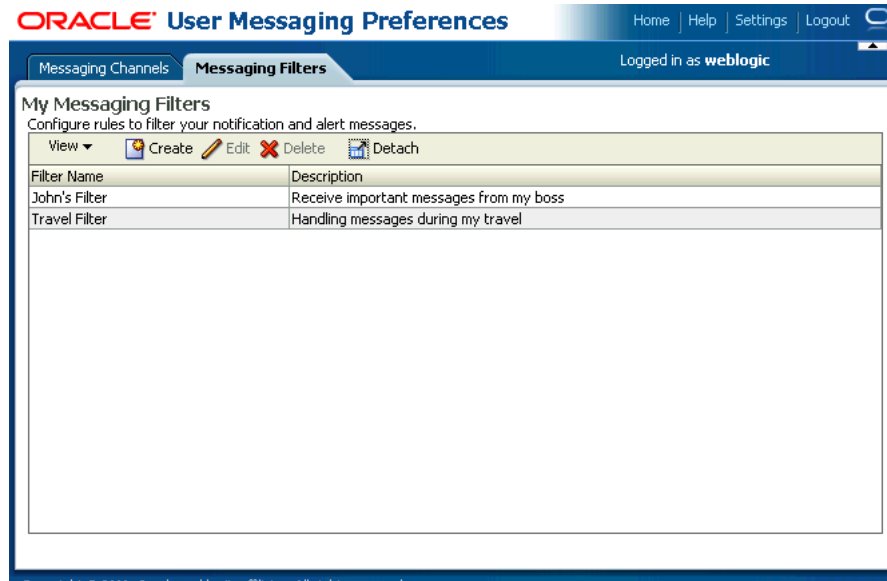 ORACLE User Messaging Preferences
Home | Help | Settings | Logout
Messaging Channels
Messaging Filters
Logged in as weblogic
My Messaging Filters
Configure rules to filter your notification and alert messages.
View Create Edit Delete Detach
Filter Name Description
John's Filter Receive important messages from my boss
Travel Filter Handling messages during my travel